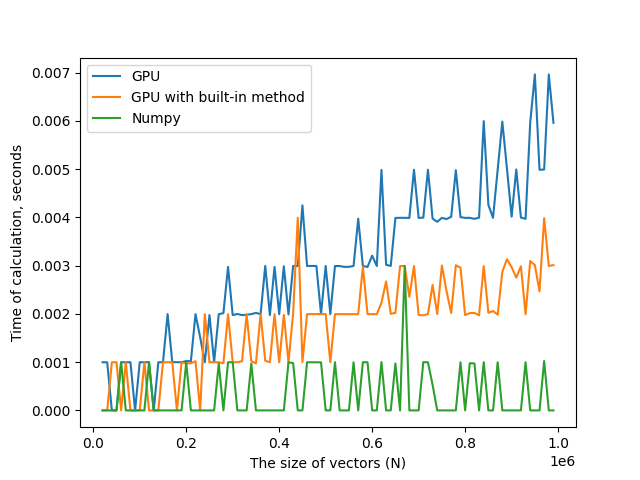 GPU
GPU with built-in method
Numpy
0.007
0.006
0.005
0.004
0.003
0.002
0.001
0.000
Time of calculation, seconds
0.0
0.2
0.4
0.6
0.8
1.0
1e6
The size of vectors (N)